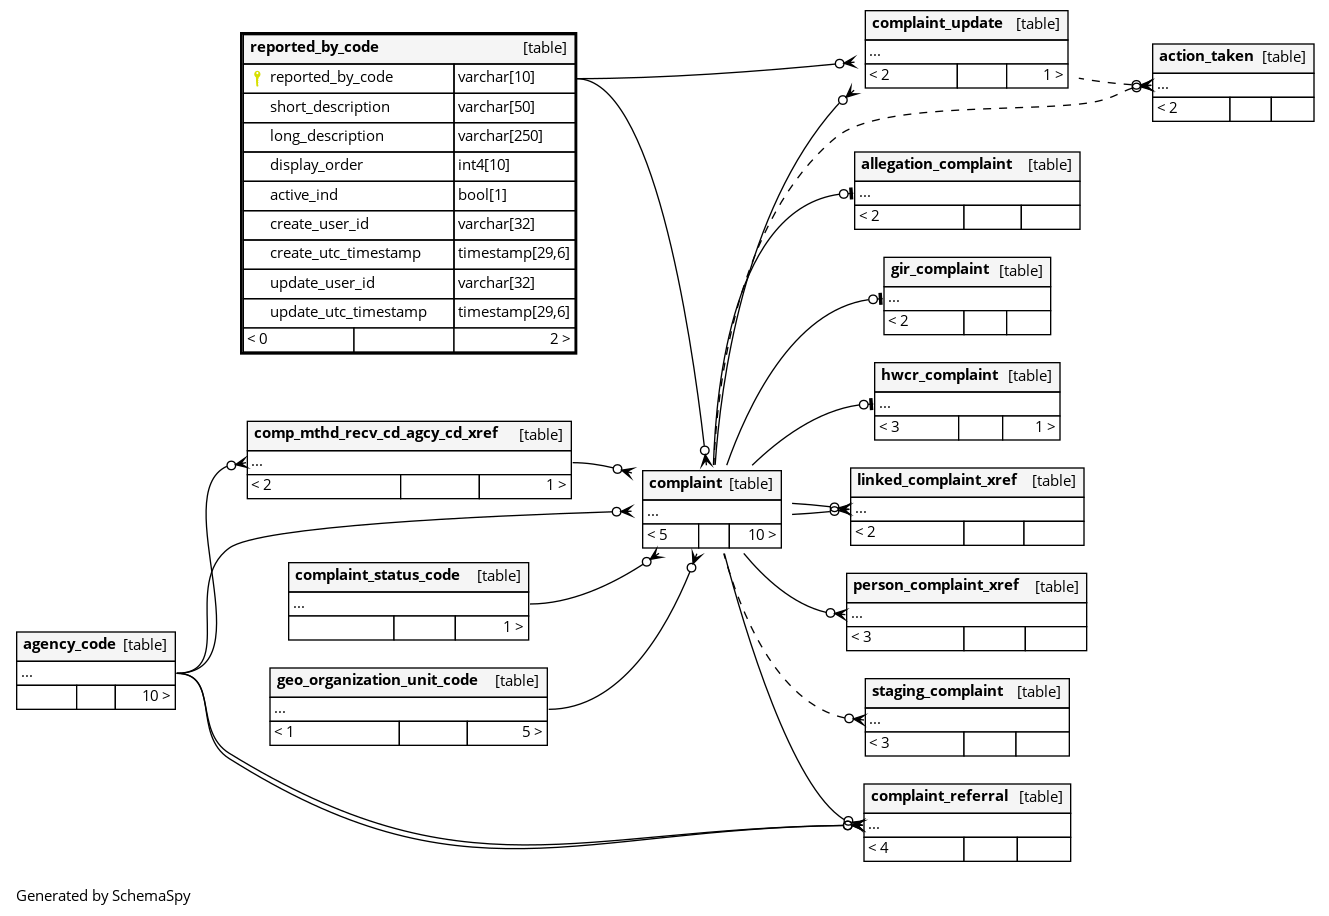 reported_by_code [table]
reported_by_code varchar[10]
short_description varchar[50]
long_description varchar[250]
display_order int4[10]
active_ind bool[1]
create_user_id varchar[32]
create_utc_timestamp timestamp[29,6]
update_user_id varchar[32]
update_utc_timestamp timestamp[29,6]
< 0 2 >
complaint_update [table]
...
< 2 1 >
action_taken [table]
...
< 2
allegation_complaint [table]
...
< 2
gir_complaint [table]
...
< 2
hwcr_complaint [table]
...
< 3 1 >
comp_mthd_recv_cd_agcy_cd_xref [table]
...
< 2 1 >
complaint [table]
...
< 5 10 >
linked_complaint_xref [table]
...
< 2
complaint_status_code [table]
...
1 >
person_complaint_xref [table]
...
< 3
agency_code [table]
...
10 >
geo_organization_unit_code [table]
...
< 1 5 >
staging_complaint [table]
...
< 3
complaint_referral [table]
...
< 4
Generated by SchemaSpy